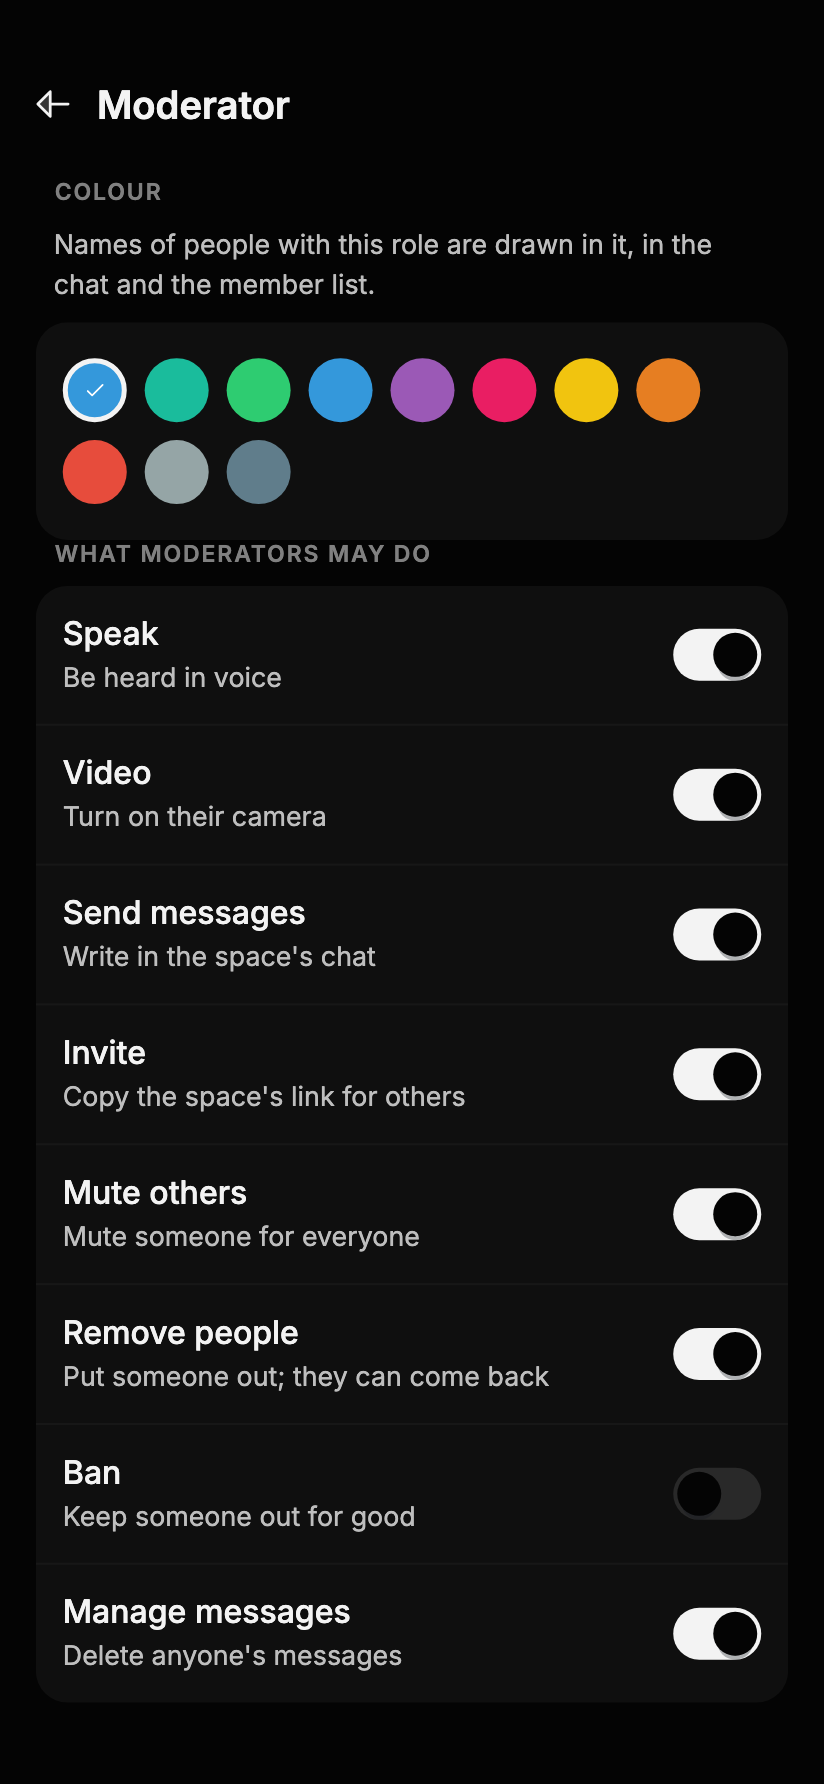 Moderator
COLOUR
Names of people with this role are drawn in it, in the
chat and the member list.
WHAT MODERATORS MAY DO
Speak
Be heard in voice
Video
Turn on their camera
Send messages
Write in the space's chat
Invite
Copy the space's link for others
Mute others
Mute someone for everyone
Remove people
Put someone out; they can come back
Ban
Keep someone out for good
Manage messages
Delete anyone's messages